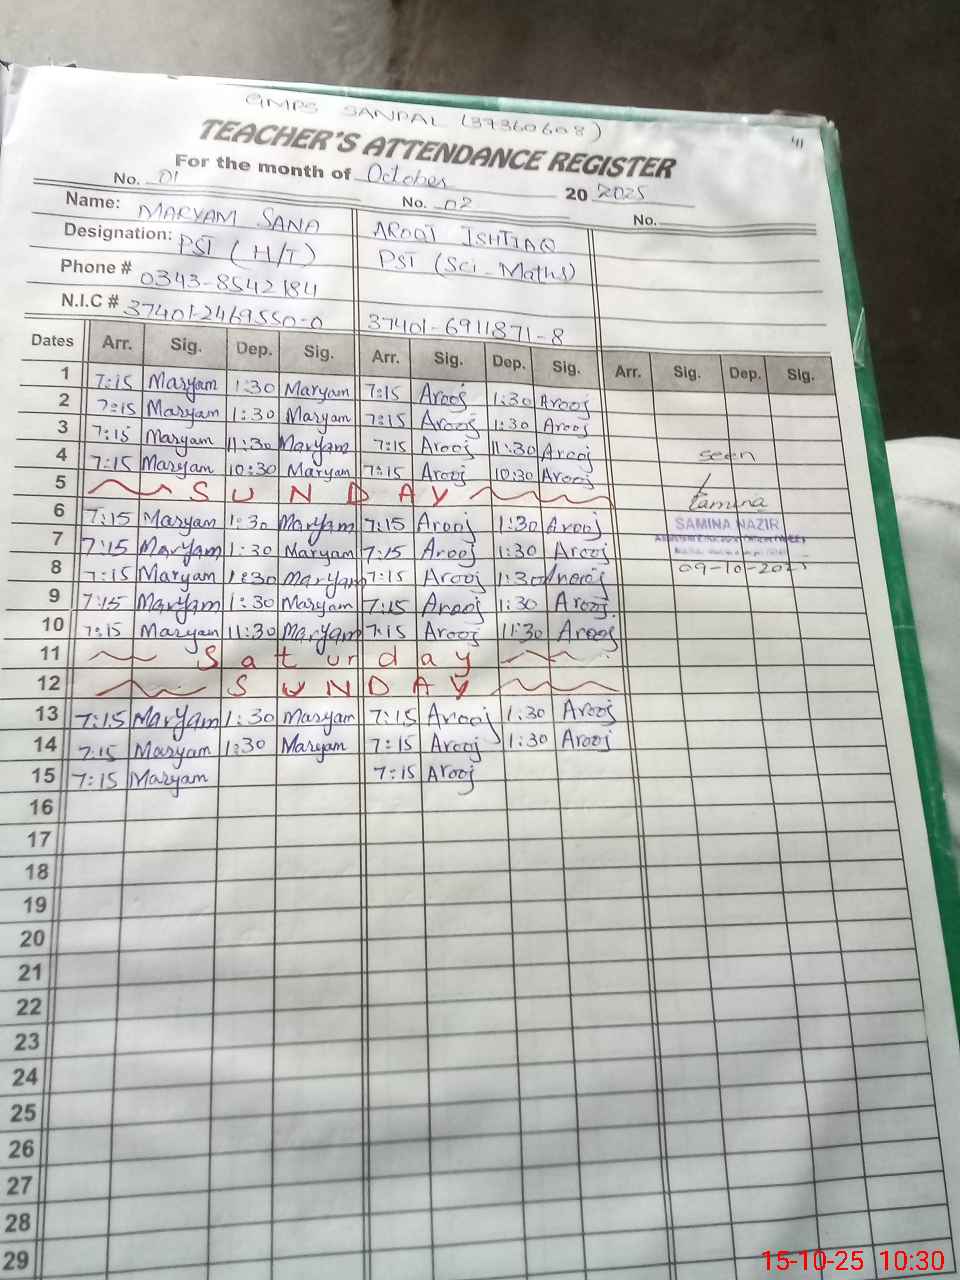 GMPS SANPAL (37360608)
TEACHER'S ATTENDANCE REGISTER
For the month of October 20 2025
No. 01 No. 02 No.
Name: MARYAM SANA AROOJ ISHTIAQ
Designation: PST (H/T) PST (Sci-Maths)
Phone # 0343-8542184
N.I.C # 37401-2469550-0 37401-6911871-8
Dates Arr. Sig. Dep. Sig. Arr. Sig. Dep. Sig. Arr. Sig. Dep. Sig.
1 7:15 Maryam 1:30 Maryam 7:15 Arooj 1:30 Arooj
2 7:15 Maryam 1:30 Maryam 7:15 Arooj 1:30 Arooj
3 7:15 Maryam 11:30 Maryam 7:15 Arooj 11:30 Arooj
4 7:15 Maryam 10:30 Maryam 7:15 Arooj 10:30 Arooj seen
5 SUNDAY Samina
6 7:15 Maryam 1:30 Maryam 7:15 Arooj 1:30 Arooj SAMINA NAZIR
7 7:15 Maryam 1:30 Maryam 7:15 Arooj 1:30 Arooj
8 7:15 Maryam 1:30 Maryam 7:15 Arooj 1:30 Arooj 09-10-2025
9 7:15 Maryam 1:30 Maryam 7:15 Arooj 1:30 Arooj
10 7:15 Maryam 11:30 Maryam 7:15 Arooj 11:30 Arooj
11 Saturday
12 SUNDAY
13 7:15 Maryam 1:30 Maryam 7:15 Arooj 1:30 Arooj
14 7:15 Maryam 1:30 Maryam 7:15 Arooj 1:30 Arooj
15 7:15 Maryam 7:15 Arooj
16
17
18
19
20
21
22
23
24
25
26
27
28
29
15-10-25 10:30